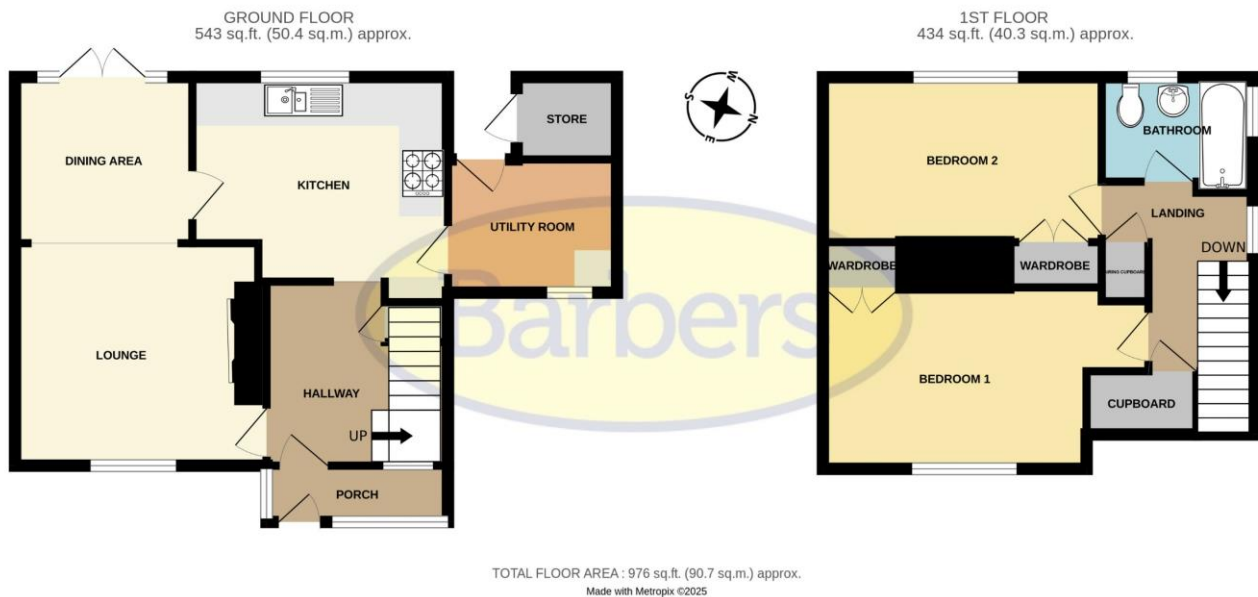 GROUND FLOOR
543 sq.ft. (50.4 sq.m.) approx.
DINING AREA
KITCHEN
STORE
UTILITY ROOM
LOUNGE
HALLWAY
UP
PORCH
W
N
E
S
1ST FLOOR
434 sq.ft. (40.3 sq.m.) approx.
BEDROOM 2
BATHROOM
LANDING
DOWN
WARDROBE
WARDROBE
CUPBOARD
BEDROOM 1
CUPBOARD
Barbers
TOTAL FLOOR AREA : 976 sq.ft. (90.7 sq.m.) approx.
Made with Metropix ©2025